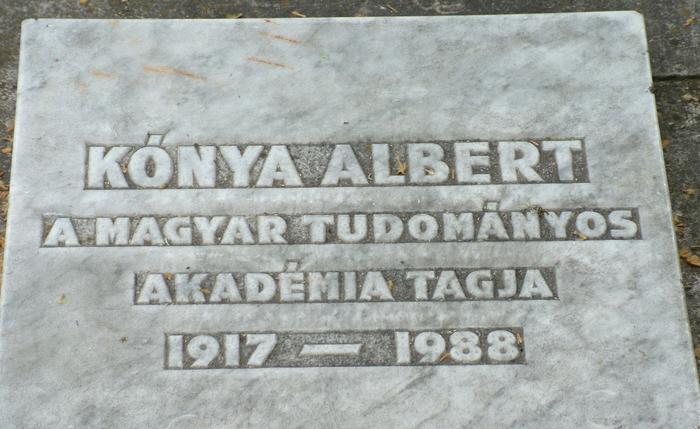 KÓNYA ALBERT
A MAGYAR TUDOMÁNYOS
AKADÉMIA TAGJA
1917 — 1988